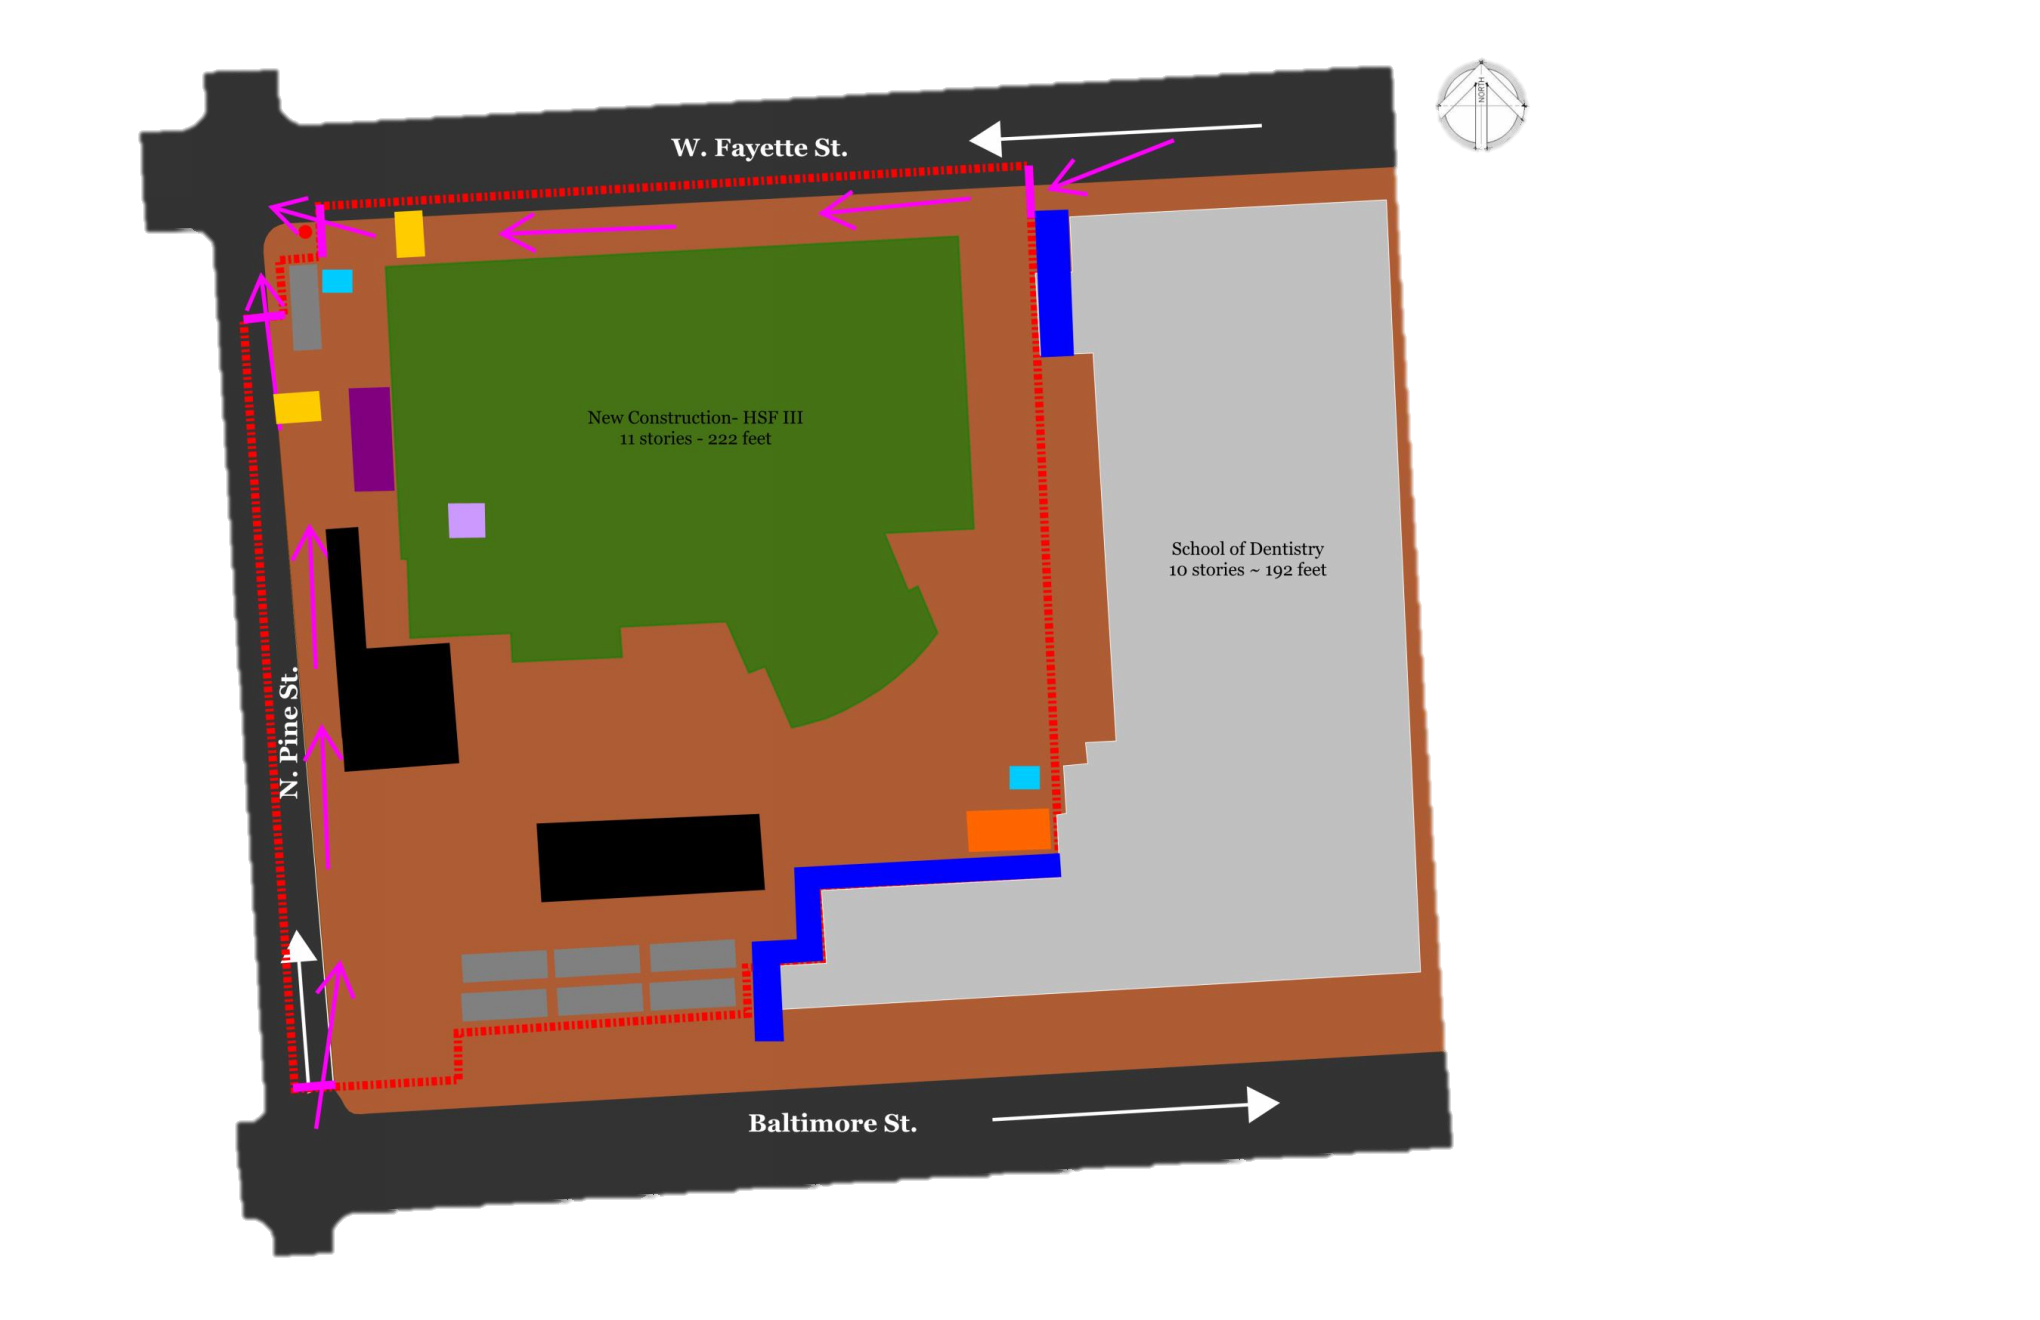 W. Fayette St.
NORTH
New Construction- HSF III
11 stories - 222 feet
School of Dentistry
10 stories ~ 192 feet
N. Pine St.
Baltimore St.